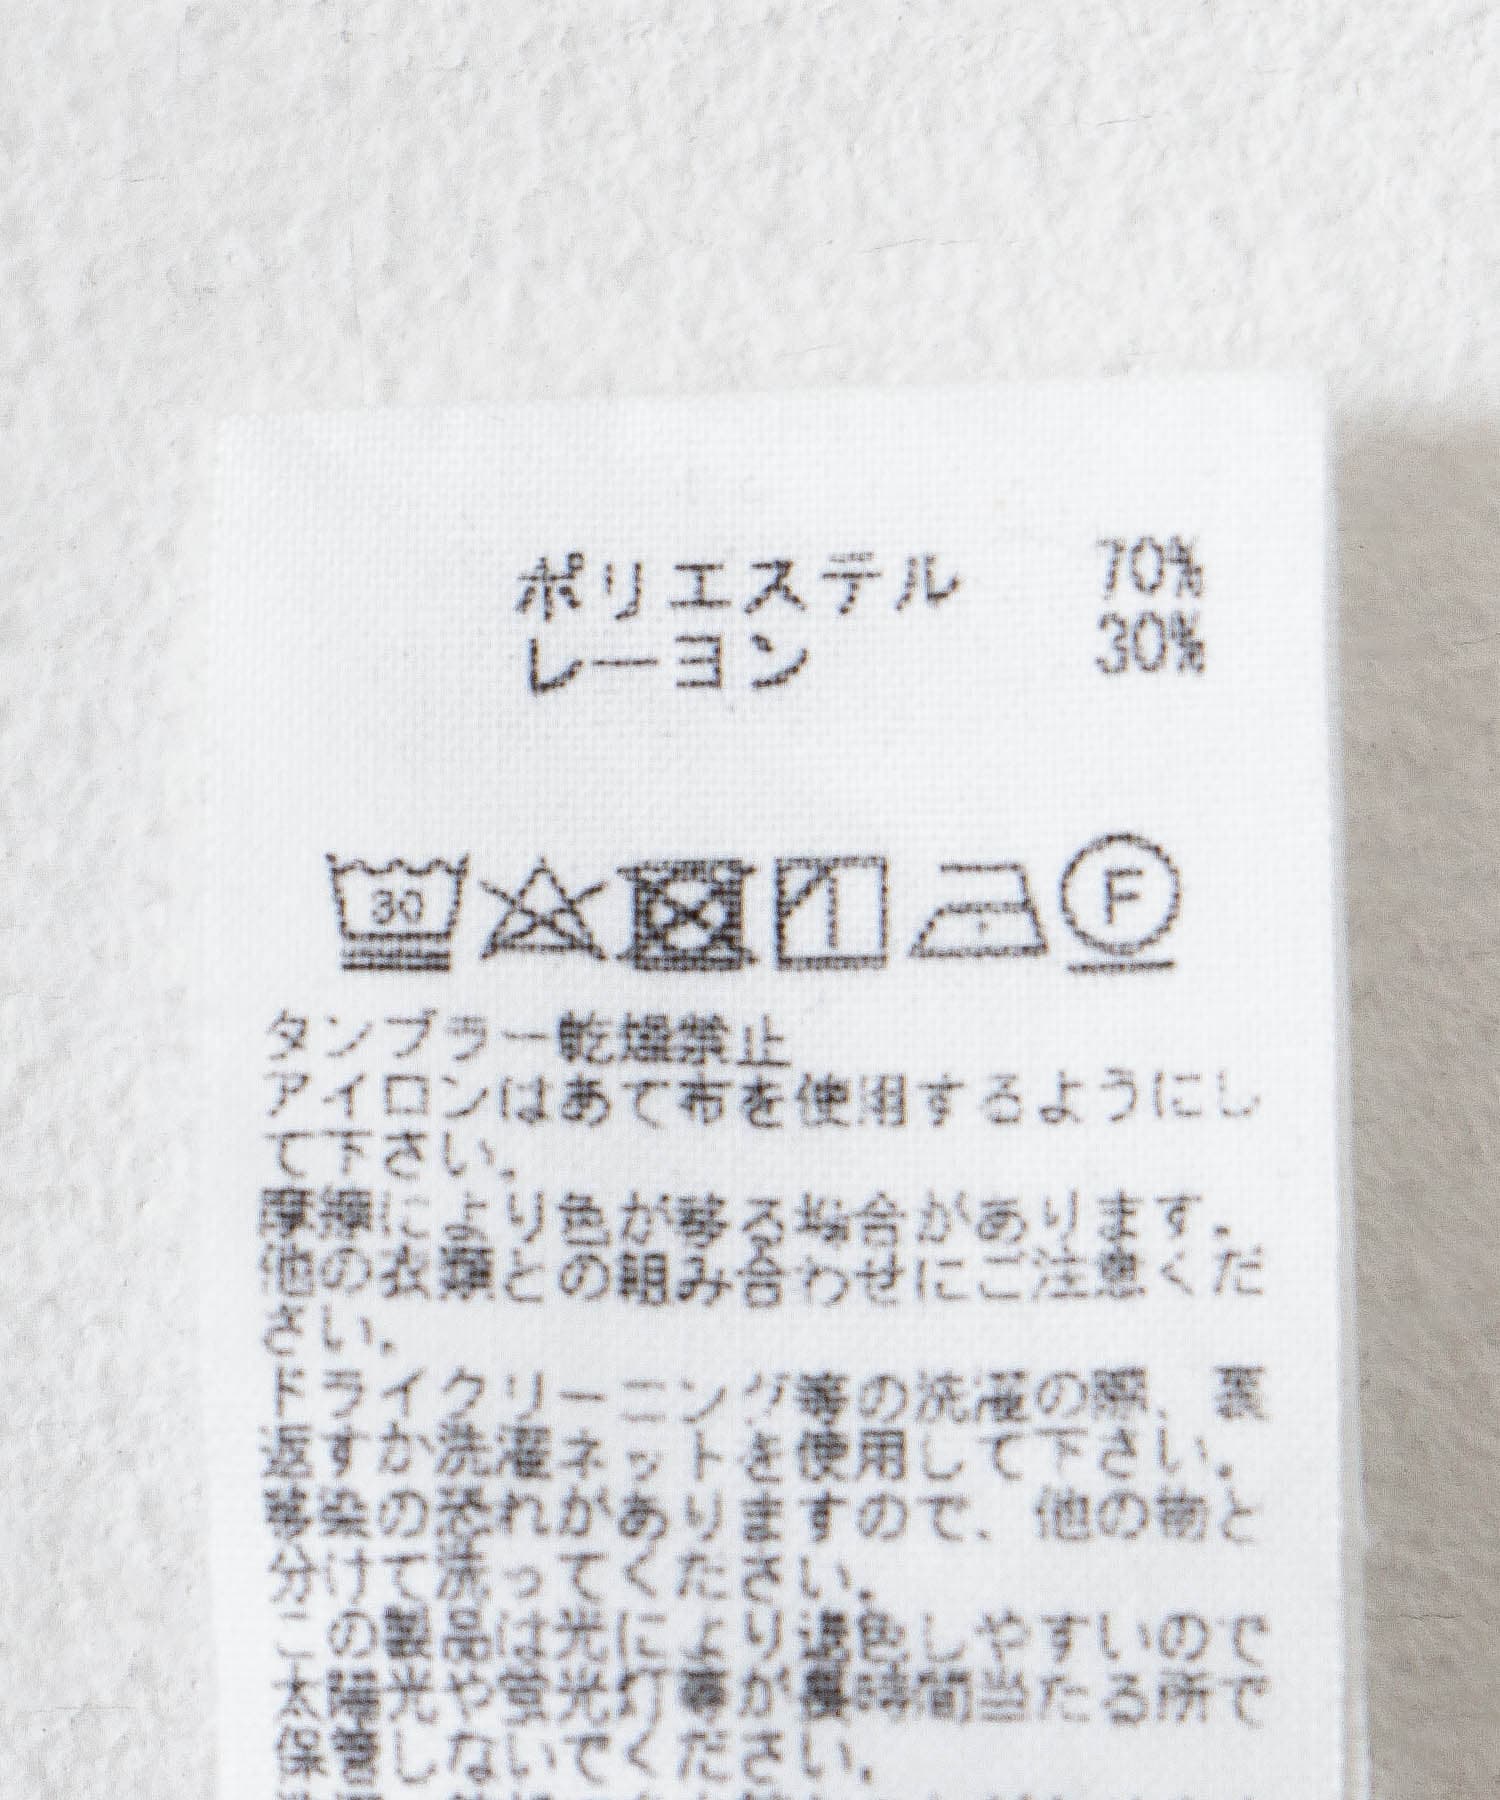 ポリエステル 70%
レーヨン 30%
30 F
タンブラー乾燥禁止
アイロンはあて布を使用するようにし
て下さい。
摩擦により色が移る場合があります。
他の衣類との組み合わせにご注意くだ
さい。
ドライクリーニング等の洗濯の際、裏
返すか洗濯ネットを使用して下さい。
移染の恐れがありますので、他の物と
分けて洗ってください。
この製品は光により退色しやすいので
太陽光や蛍光灯等が長時間当たる所で
保管しないでください。